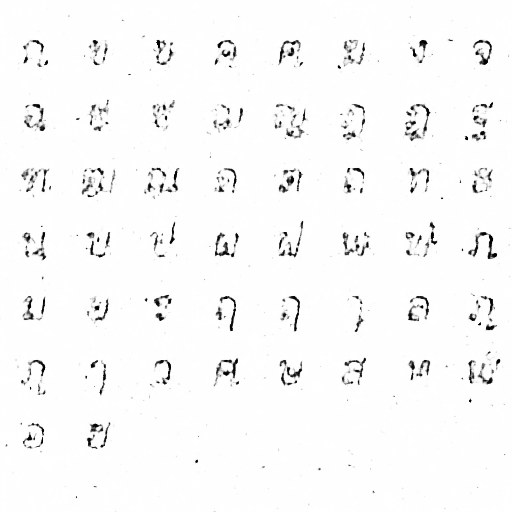 ก ข ฃ ค ฅ ฆ ง จ
ฉ ช ซ ฌ ญ ฎ ฏ ฐ
ฑ ฒ ณ ด ต ถ ท ธ
น บ ป ผ ฝ พ ฟ ภ
ม ย ร ฤ ฤ ๅ ล ฦ
ฦ ๅ ว ศ ษ ส ห ฬ
อ ฮ